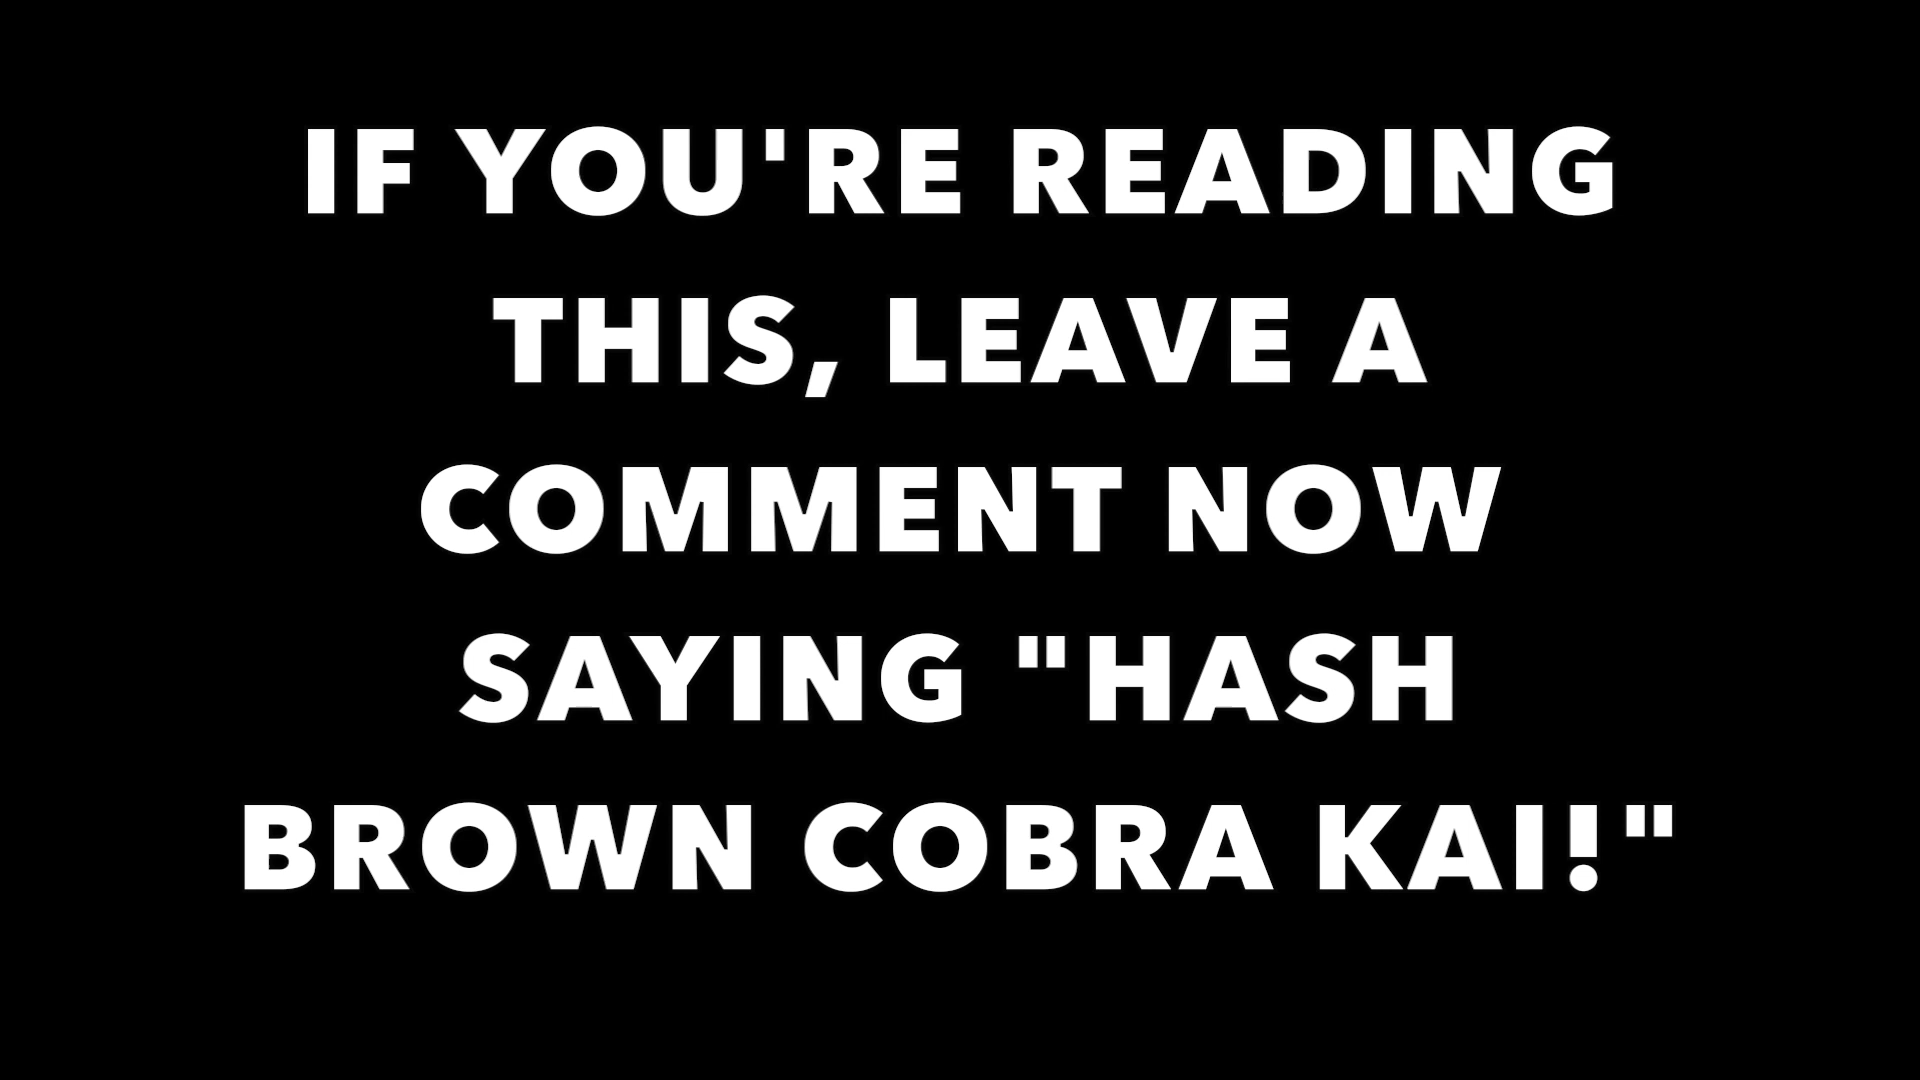 IF YOU'RE READING
THIS, LEAVE A
COMMENT NOW
SAYING "HASH
BROWN COBRA KAI!"